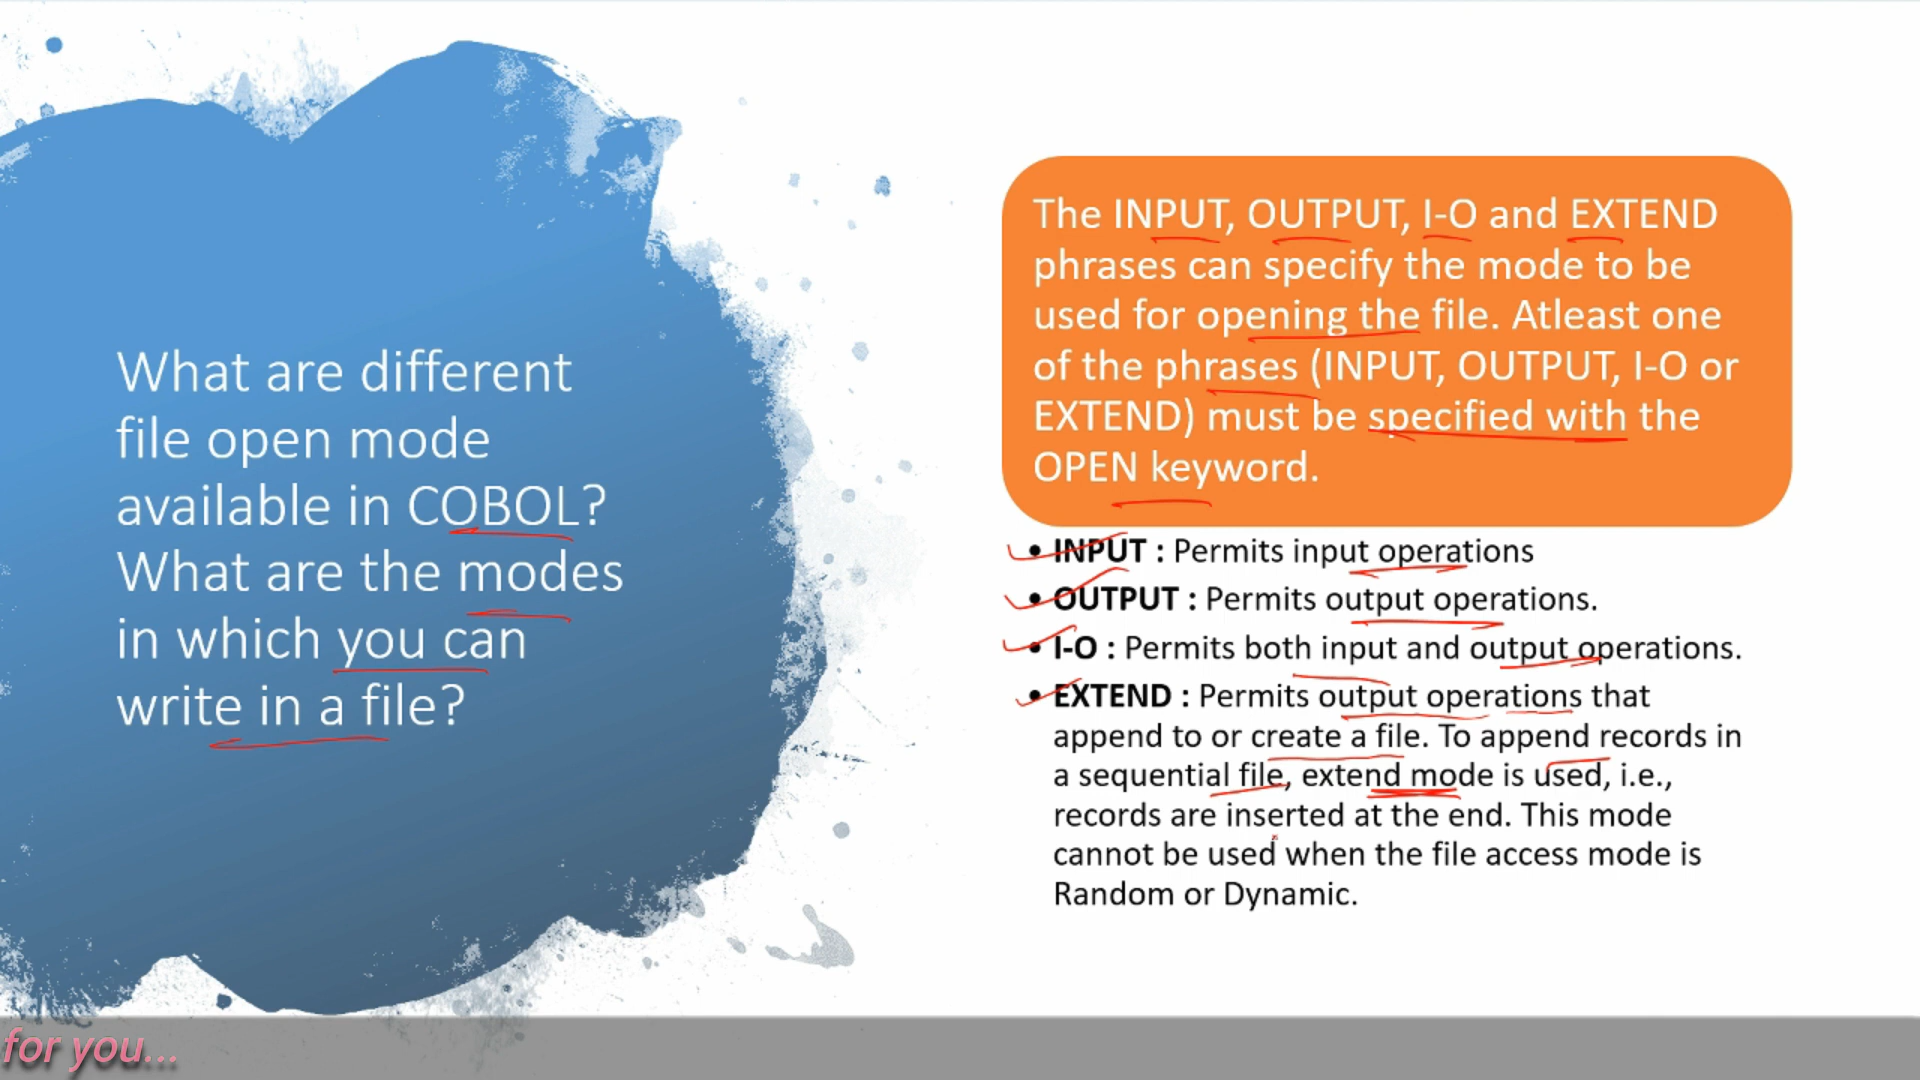 What are different
file open mode
available in COBOL?
What are the modes
in which you can
write in a file?
The INPUT, OUTPUT, I-O and EXTEND
phrases can specify the mode to be
used for opening the file. Atleast one
of the phrases (INPUT, OUTPUT, I-O or
EXTEND) must be specified with the
OPEN keyword.
• INPUT : Permits input operations
• OUTPUT : Permits output operations.
• I-O : Permits both input and output operations.
• EXTEND : Permits output operations that
append to or create a file. To append records in
a sequential file, extend mode is used, i.e.,
records are inserted at the end. This mode
cannot be used when the file access mode is
Random or Dynamic.
for you...